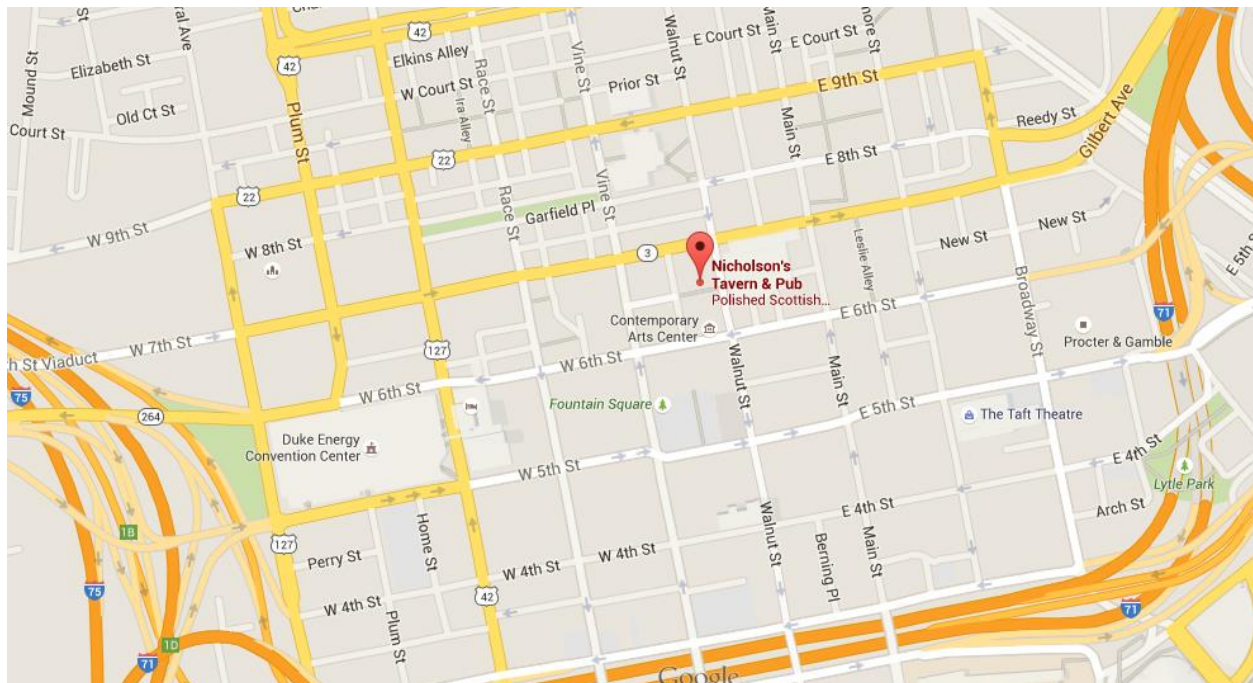 42
Elkins Alley
Elizabeth St
Mound St
Old Ct St
Court St
42
Plum St
W Court St
Ira Alley
Race St
Vine St
Prior St
Walnut St
E Court St
Main St
E Court St
E 9th St
Reedy St
Gilbert Ave
22
Main St
E 8th St
22
W 9th St
W 8th St
Race St
Garfield Pl
Vine St
3
Nicholson's
Tavern & Pub
Polished Scottish...
Leslie Alley
New St
New St
E 5th St
Broadway St
E 6th St
Contemporary
Arts Center
71
Procter & Gamble
W 7th St
h St Viaduct
127
W 6th St
W 6th St
Walnut St
Main St
75
264
Fountain Square
E 5th St
The Taft Theatre
Duke Energy
Convention Center
W 5th St
E 4th St
Lytle Park
1B
127
Home St
Perry St
W 4th St
E 4th St
Walnut St
Berning Pl
Main St
Arch St
75
W 4th St
W 4th St
42
Plum St
71
1D
71
Google